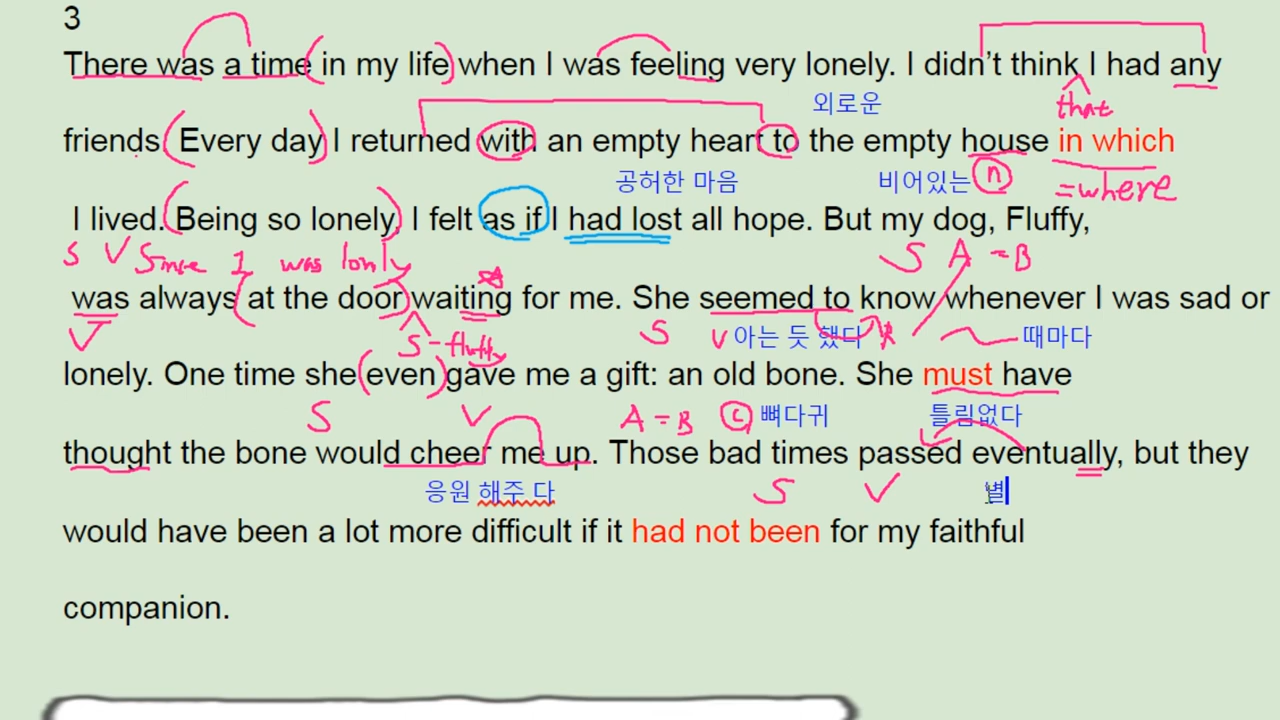 3
There was a time in my life when I was feeling very lonely. I didn't think I had any
외로운 that
friends. Every day I returned with an empty heart to the empty house in which
공허한 마음 비어있는 n =where
I lived. Being so lonely, I felt as if I had lost all hope. But my dog, Fluffy,
S V Since I was lonly S A = B
was always at the door waiting for me. She seemed to know whenever I was sad or
V S-fluffy S V 아는 듯 했다 R 때마다
lonely. One time she even gave me a gift: an old bone. She must have
S V A = B C 뼈다귀 틀림없다
thought the bone would cheer me up. Those bad times passed eventually, but they
응원 해주 다 S V 별
would have been a lot more difficult if it had not been for my faithful
companion.